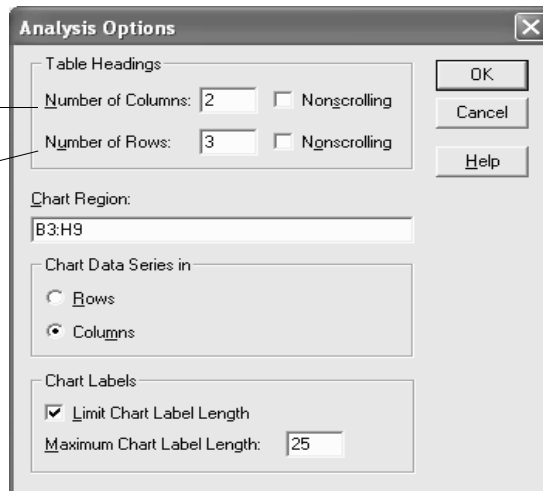 Analysis Options
Table Headings
OK
Number of Columns: 2 Nonscrolling
Cancel
Number of Rows: 3 Nonscrolling
Help
Chart Region:
B3:H9
Chart Data Series in
Rows
Columns
Chart Labels
Limit Chart Label Length
Maximum Chart Label Length: 25